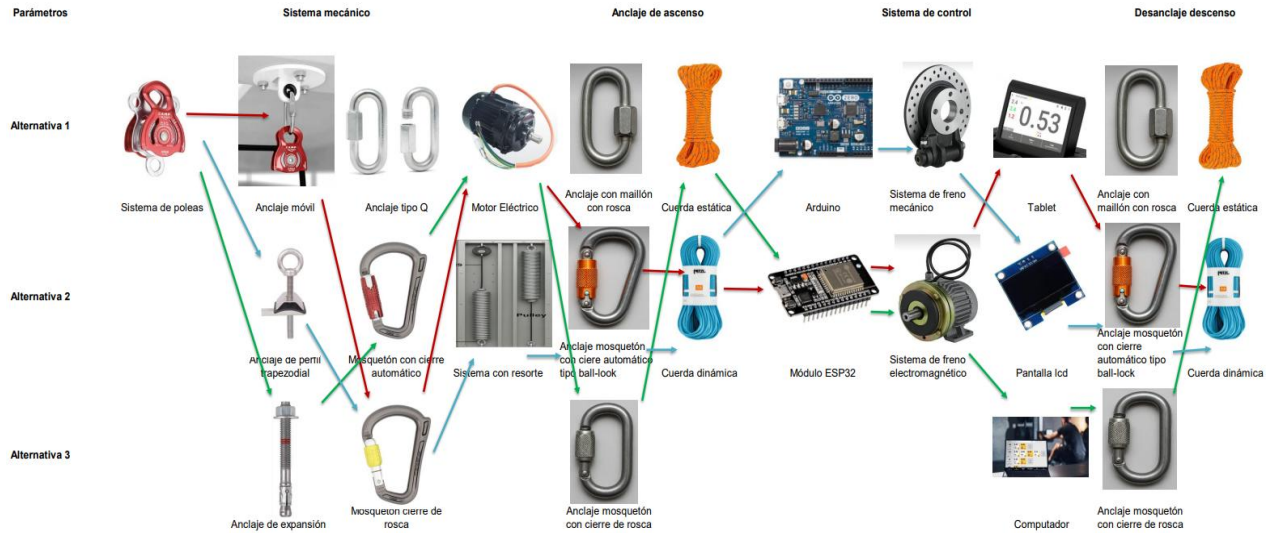 Parámetros
Sistema mecánico
Anclaje de ascenso
Sistema de control
Desanclaje descenso
Alternativa 1
0.53
Sistema de poleas
Anclaje móvil
Anclaje tipo Q
Motor Eléctrico
Anclaje con maillón
con rosca
Cuerda estática
Arduino
Sistema de freno
mecánico
Tablet
Anclaje con
maillón con rosca
Cuerda estática
Alternativa 2
Pulley
Anclaje de perfil
trapezodial
Mosquetón con cierre
automático
Sistema con resorte
Anclaje mosquetón
con ciere automático
tipo ball-look
Cuerda dinámica
Módulo ESP32
Sistema de freno
electromagnético
Pantalla lcd
Anclaje mosquetón
con cierre
automático tipo
ball-lock
Cuerda dinámica
Alternativa 3
Anclaje de expansión
Mosquetón cierre de
rosca
Anclaje mosquetón
con cierre de rosca
Computador
Anclaje mosquetón
con cierre de rosca